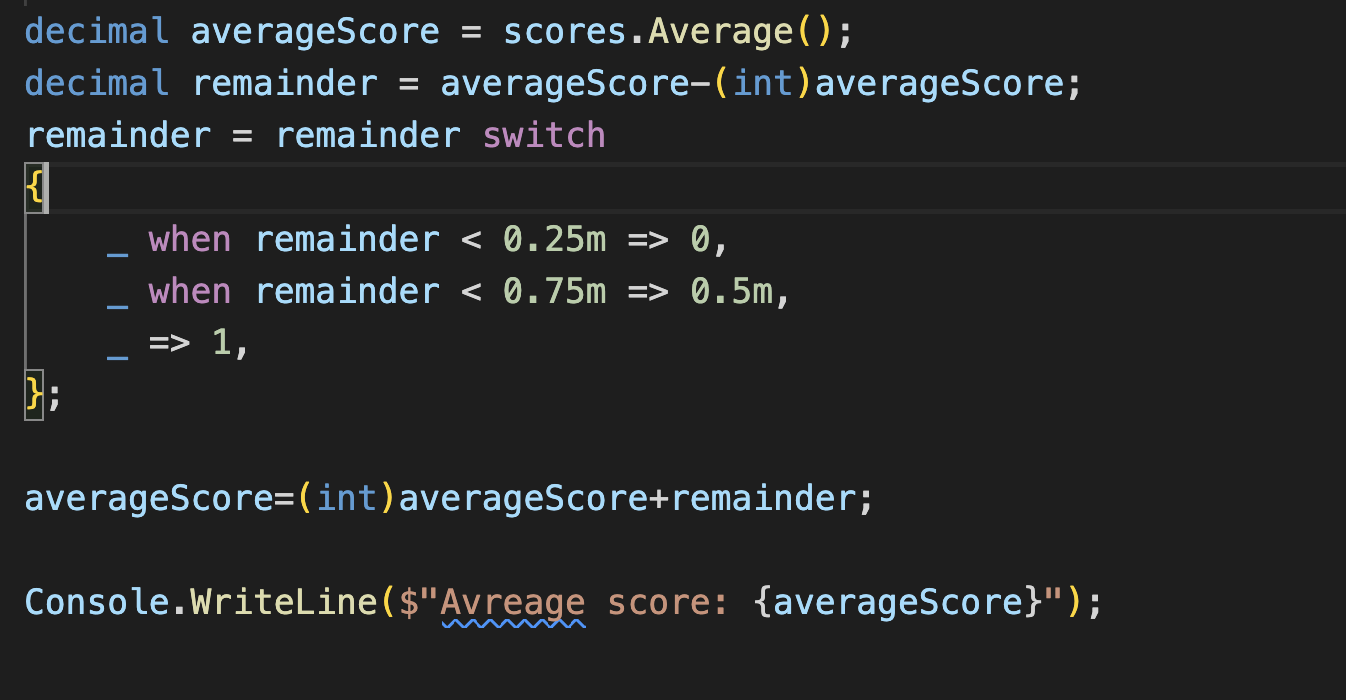 decimal averageScore = scores.Average();
decimal remainder = averageScore-(int)averageScore;
remainder = remainder switch
{
    _ when remainder < 0.25m => 0,
    _ when remainder < 0.75m => 0.5m,
    _ => 1,
};
averageScore=(int)averageScore+remainder;
Console.WriteLine($"Avreage score: {averageScore}");